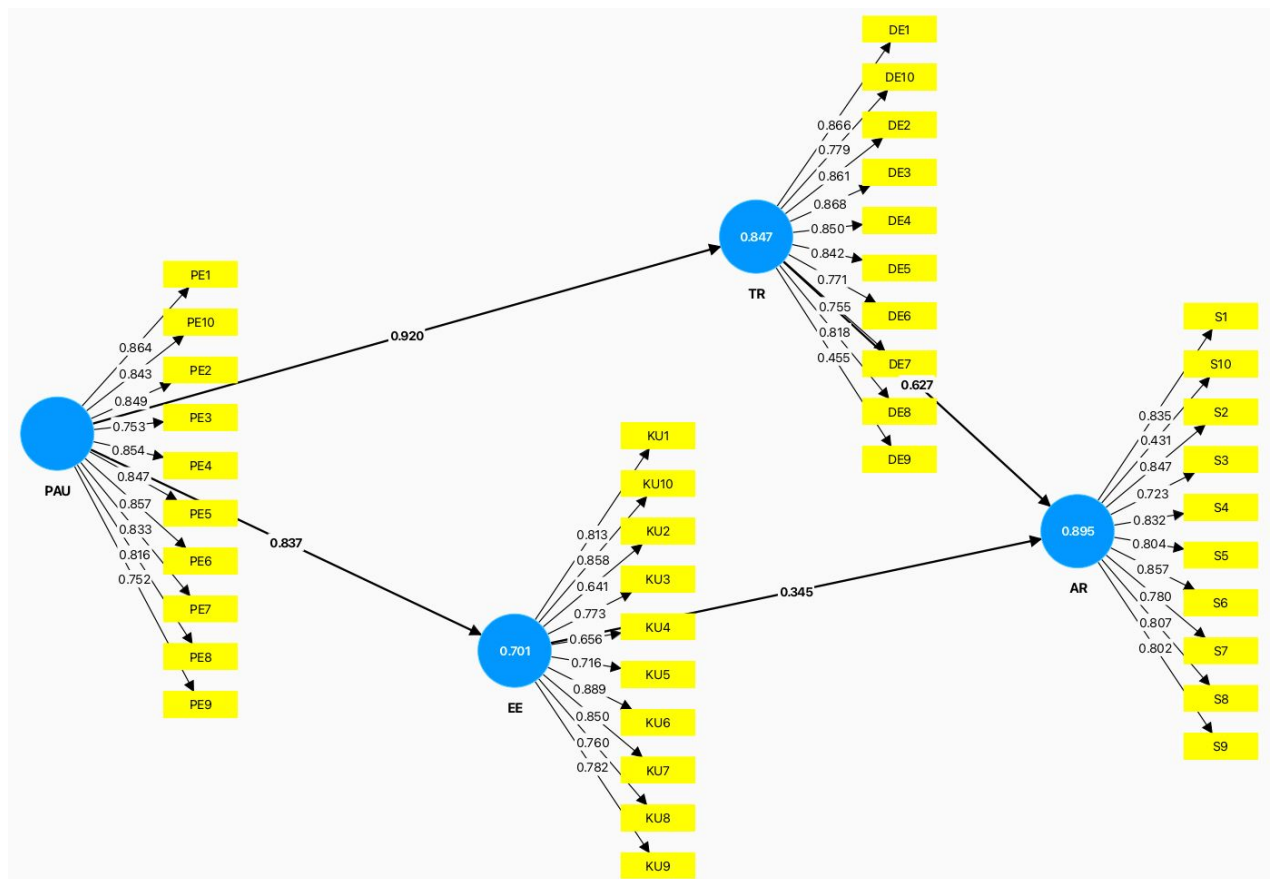 PAU
PE1
PE10
PE2
PE3
PE4
PE5
PE6
PE7
PE8
PE9
0.864
0.843
0.849
0.753
0.854
0.847
0.857
0.833
0.816
0.752
0.920
0.837
0.847
TR
DE1
DE10
DE2
DE3
DE4
DE5
DE6
DE7
DE8
DE9
0.866
0.779
0.861
0.868
0.850
0.842
0.771
0.755
0.818
0.455
0.627
0.701
EE
KU1
KU10
KU2
KU3
KU4
KU5
KU6
KU7
KU8
KU9
0.813
0.858
0.641
0.773
0.656
0.716
0.889
0.850
0.760
0.782
0.345
0.895
AR
S1
S10
S2
S3
S4
S5
S6
S7
S8
S9
0.835
0.431
0.847
0.723
0.832
0.804
0.857
0.780
0.807
0.802